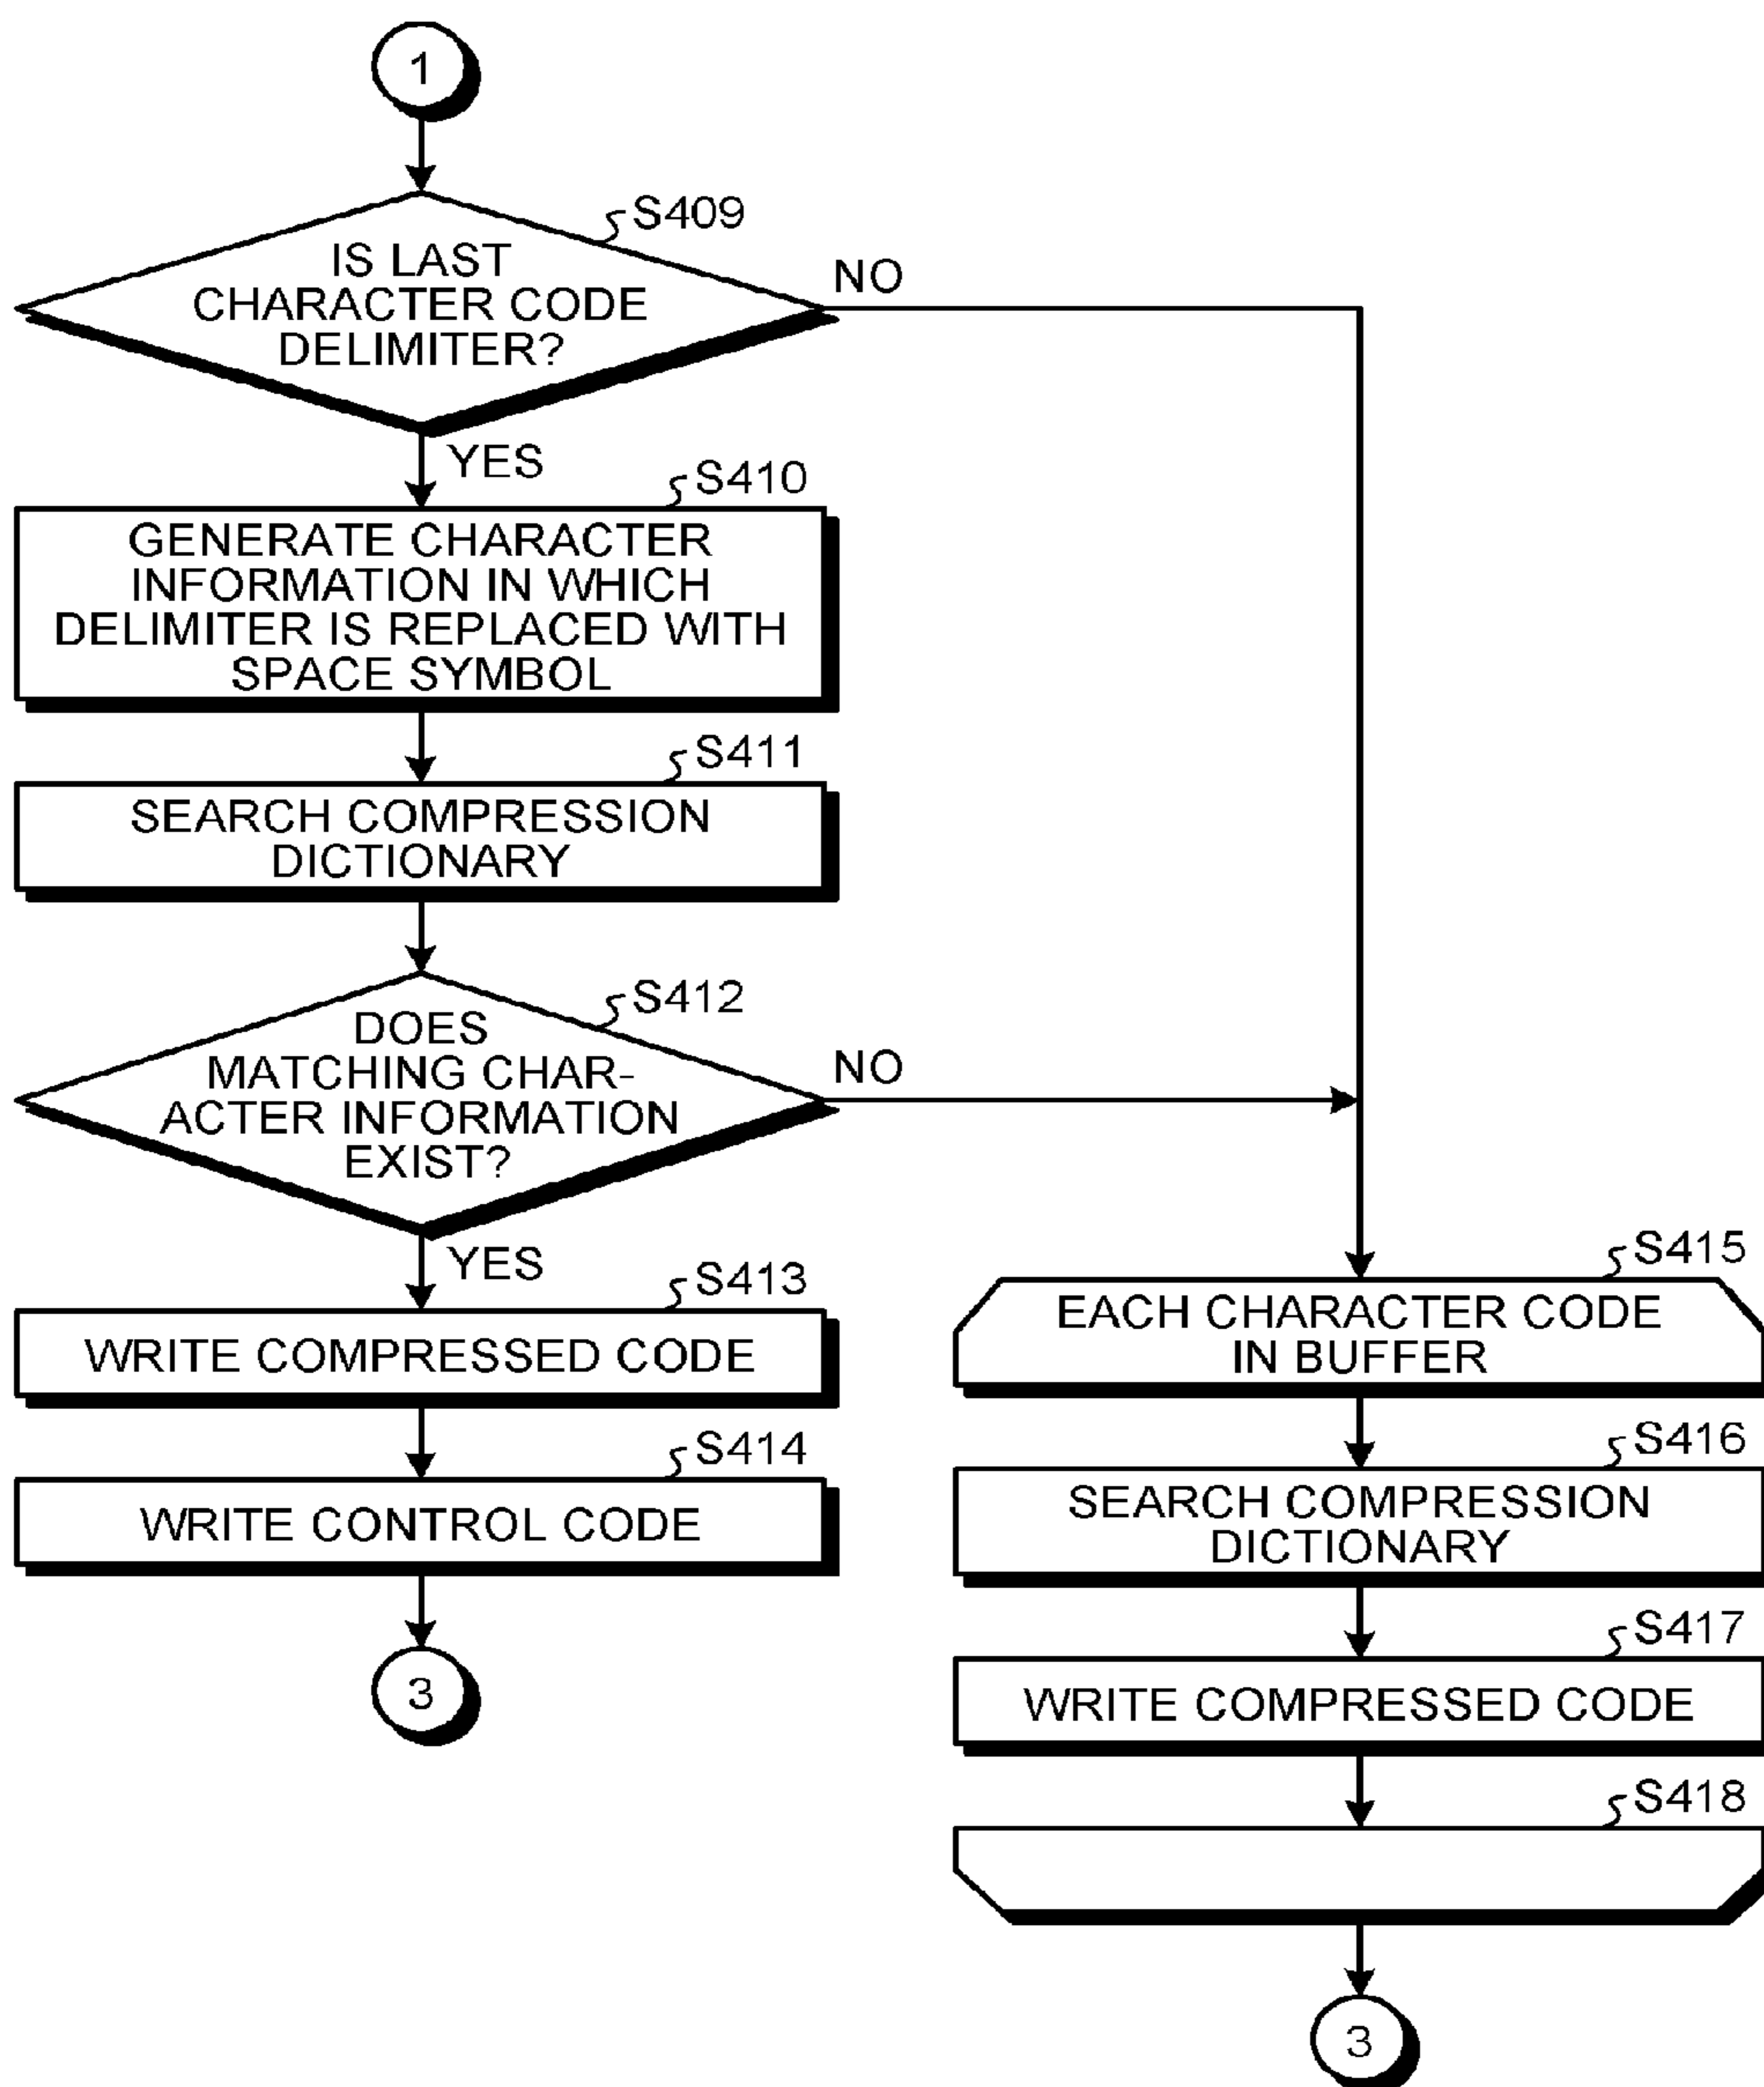 1
S409
IS LAST
CHARACTER CODE
DELIMITER?
NO
YES
S410
GENERATE CHARACTER
INFORMATION IN WHICH
DELIMITER IS REPLACED WITH
SPACE SYMBOL
S411
SEARCH COMPRESSION
DICTIONARY
S412
DOES
MATCHING CHAR-
ACTER INFORMATION
EXIST?
NO
YES
S413
WRITE COMPRESSED CODE
S414
WRITE CONTROL CODE
3
S415
EACH CHARACTER CODE
IN BUFFER
S416
SEARCH COMPRESSION
DICTIONARY
S417
WRITE COMPRESSED CODE
S418
3